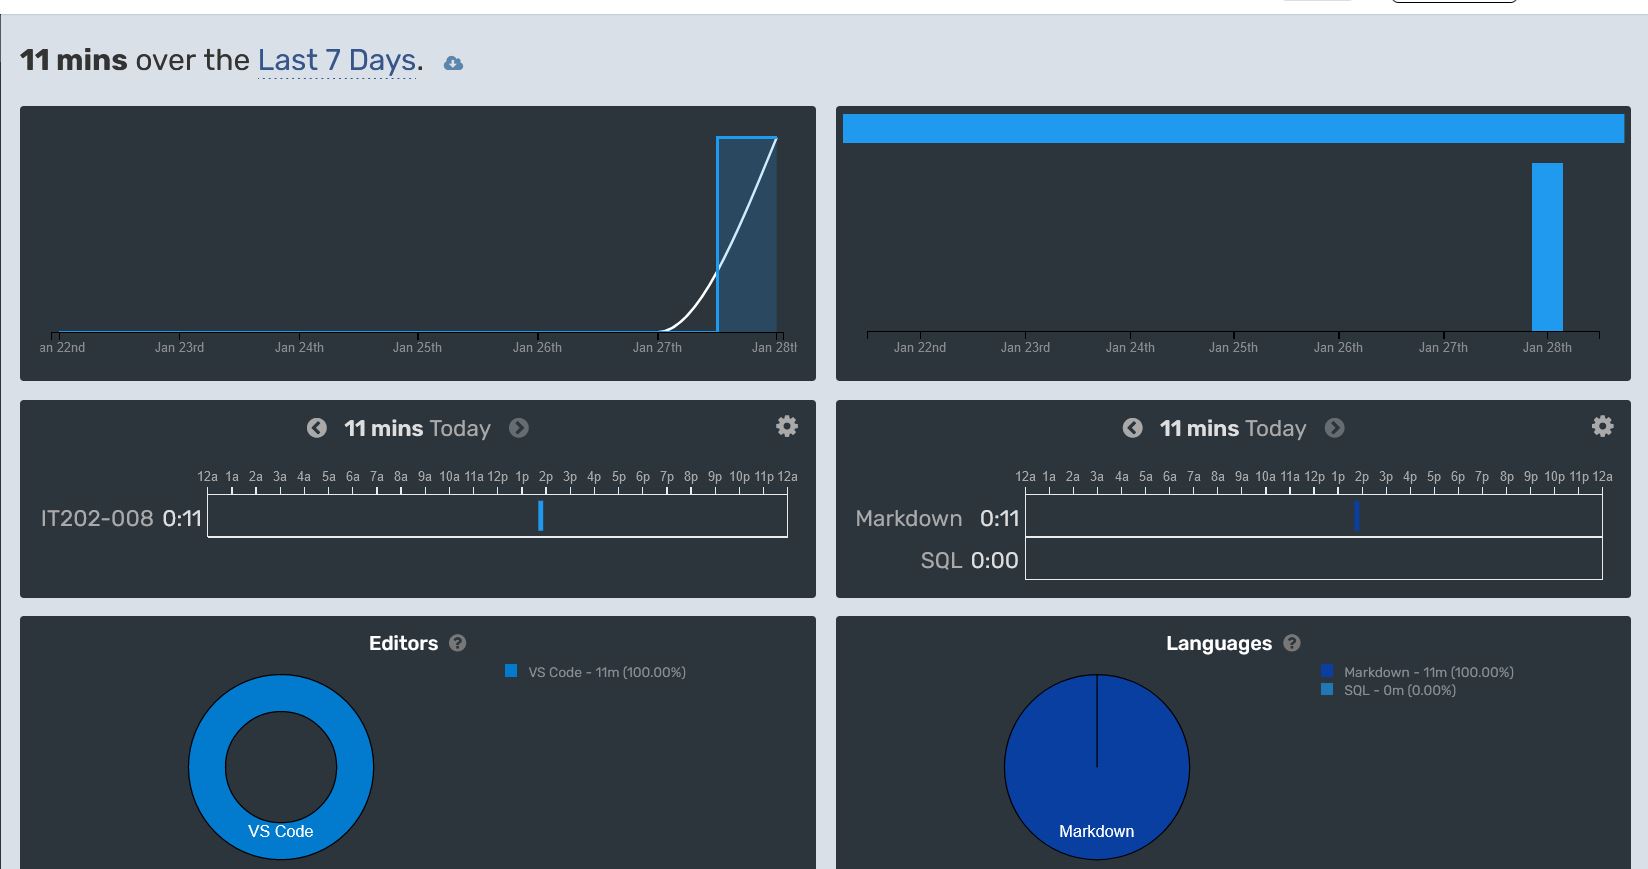 11 mins over the Last 7 Days.
an 22nd Jan 23rd Jan 24th Jan 25th Jan 26th Jan 27th Jan 28th
Jan 22nd Jan 23rd Jan 24th Jan 25th Jan 26th Jan 27th Jan 28th
11 mins Today
12a 1a 2a 3a 4a 5a 6a 7a 8a 9a 10a 11a 12p 1p 2p 3p 4p 5p 6p 7p 8p 9p 10p 11p 12a
IT202-008 0:11
11 mins Today
12a 1a 2a 3a 4a 5a 6a 7a 8a 9a 10a 11a 12p 1p 2p 3p 4p 5p 6p 7p 8p 9p 10p 11p 12a
Markdown 0:11
SQL 0:00
Editors ?
VS Code - 11m (100.00%)
VS Code
Languages ?
Markdown - 11m (100.00%)
SQL - 0m (0.00%)
Markdown